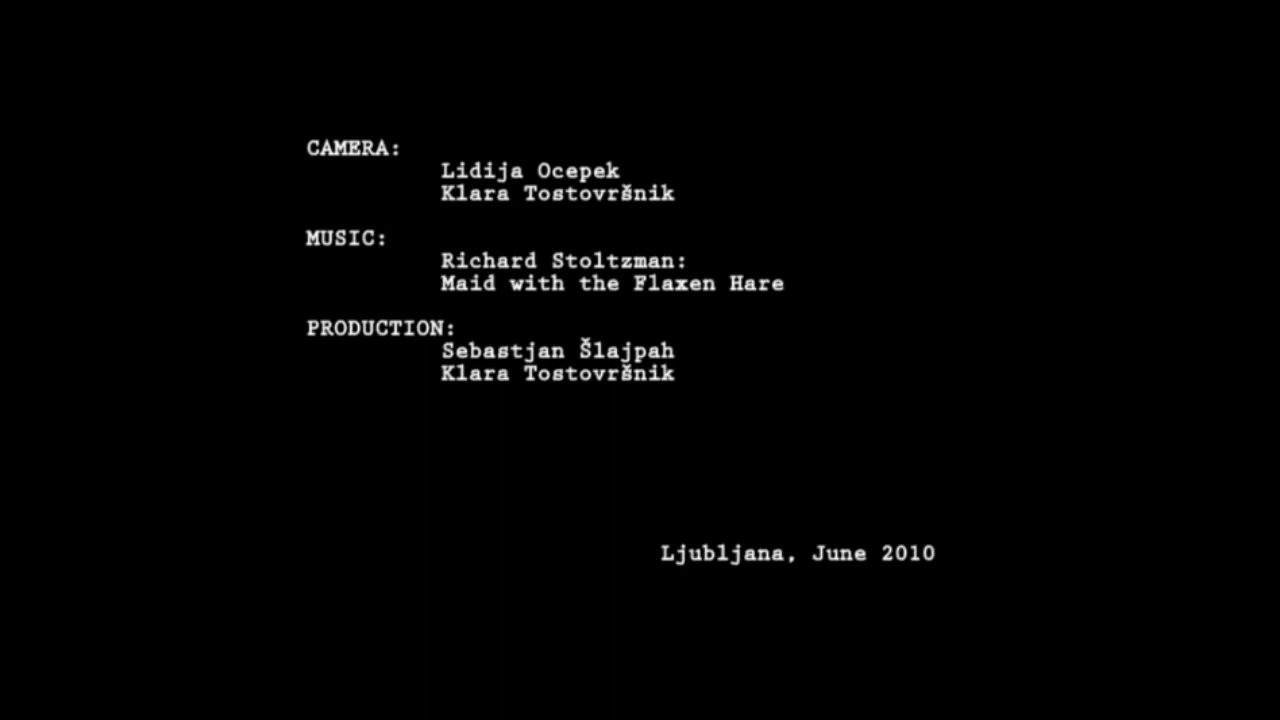 CAMERA:
Lidija Ocepek
Klara Tostovršnik
MUSIC:
Richard Stoltzman:
Maid with the Flaxen Hare
PRODUCTION:
Sebastjan Šlajpah
Klara Tostovršnik
Ljubljana, June 2010